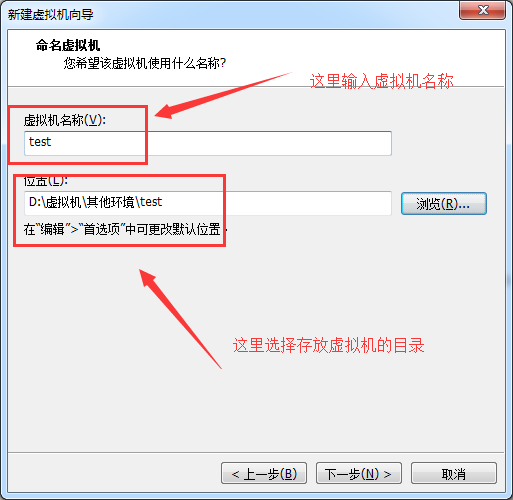 新建虚拟机向导
命名虚拟机
您希望该虚拟机使用什么名称?
这里输入虚拟机名称
虚拟机名称(V):
test
位置(L):
D:\虚拟机\其他环境\test
浏览(R)...
在"编辑">"首选项"中可更改默认位置。
这里选择存放虚拟机的目录
< 上一步(B)
下一步(N) >
取消